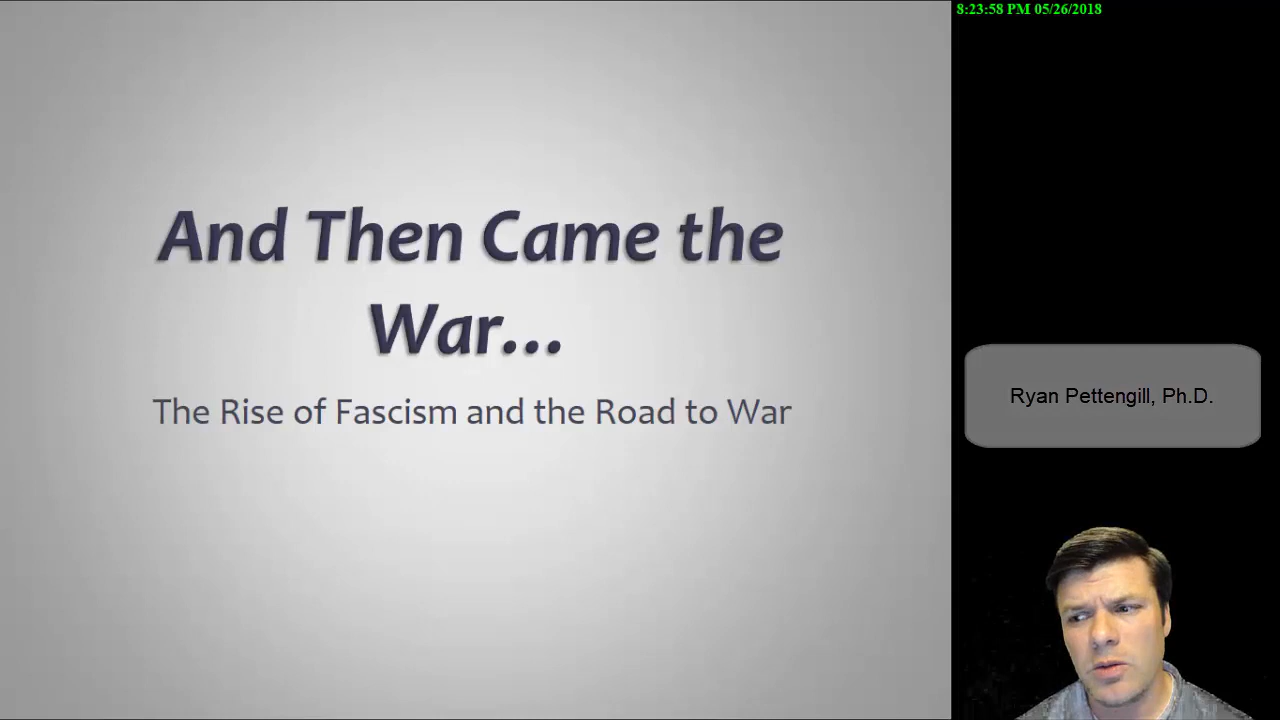 And Then Came the
War...
The Rise of Fascism and the Road to War
8:23:58 PM 05/26/2018
Ryan Pettengill, Ph.D.